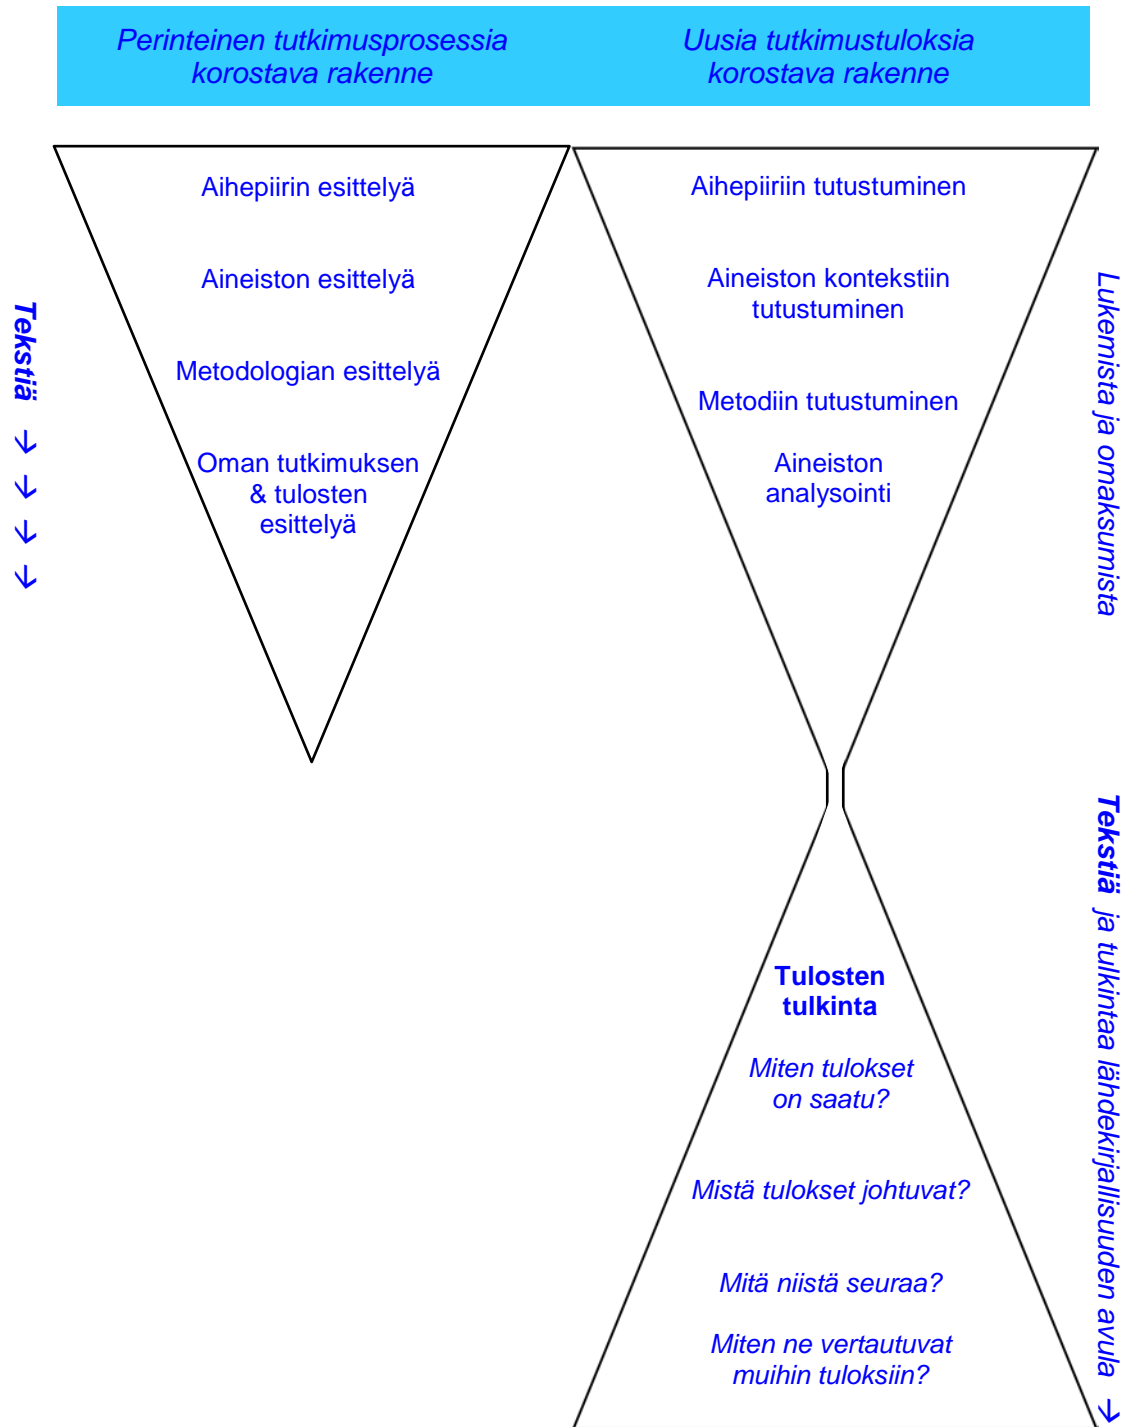 Perinteinen tutkimusprosessia
korostava rakenne
Uusia tutkimustuloksia
korostava rakenne
Tekstiä → → → →
Aihepiirin esittelyä
Aineiston esittelyä
Metodologian esittelyä
Oman tutkimuksen
& tulosten
esittelyä
Aihepiiriin tutustuminen
Aineiston kontekstiin
tutustuminen
Metodiin tutustuminen
Aineiston
analysointi
Lukemista ja omaksumista
Tulosten
tulkinta
Miten tulokset
on saatu?
Mistä tulokset johtuvat?
Mitä niistä seuraa?
Miten ne vertautuvat
muihin tuloksiin?
Tekstiä ja tulkintaa lähdekirjallisuuden avula →